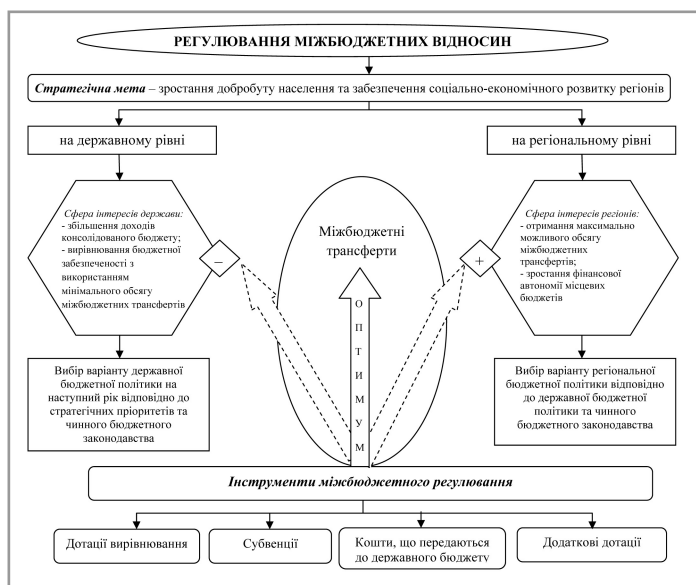 РЕГУЛЮВАННЯ МІЖБЮДЖЕТНИХ ВІДНОСИН
Стратегічна мета – зростання добробуту населення та забезпечення соціально-економічного розвитку регіонів
на державному рівні
на регіональному рівні
Сфера інтересів держави:
- збільшення доходів
консолідованого бюджету;
- вирівнювання бюджетної
забезпеченості з
використанням
мінімального обсягу
міжбюджетних трансфертів
–
Міжбюджетні
трансферти
+
Сфера інтересів регіонів:
- отримання максимально
можливого обсягу
міжбюджетних
трансфертів;
- зростання фінансової
автономії місцевих
бюджетів
О
П
Т
И
М
У
М
Вибір варіанту державної
бюджетної політики на
наступний рік відповідно до
стратегічних пріоритетів та
чинного бюджетного
законодавства
Вибір варіанту регіональної
бюджетної політики відповідно
до державної бюджетної
політики та чинного
бюджетного законодавства
Інструменти міжбюджетного регулювання
Дотації вирівнювання
Субвенції
Кошти, що передаються
до державного бюджету
Додаткові дотації